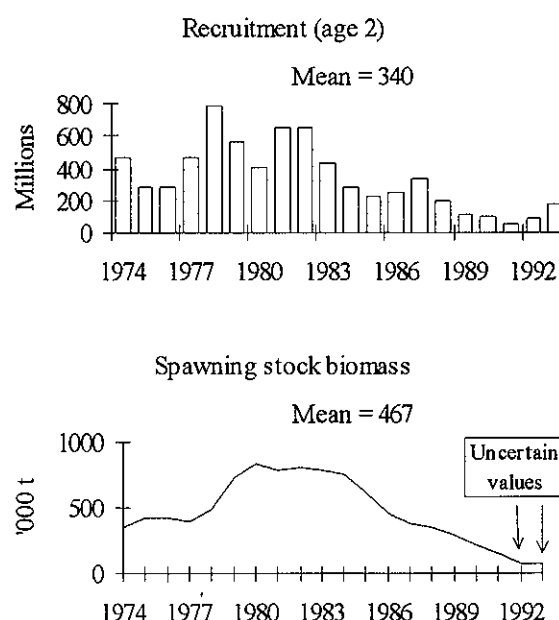 Recruitment (age 2)
Mean = 340
Millions
800
600
400
200
0
1974 1977 1980 1983 1986 1989 1992
Spawning stock biomass
Mean = 467
'000 t
1000
500
0
Uncertain
values
1974 1977 1980 1983 1986 1989 1992